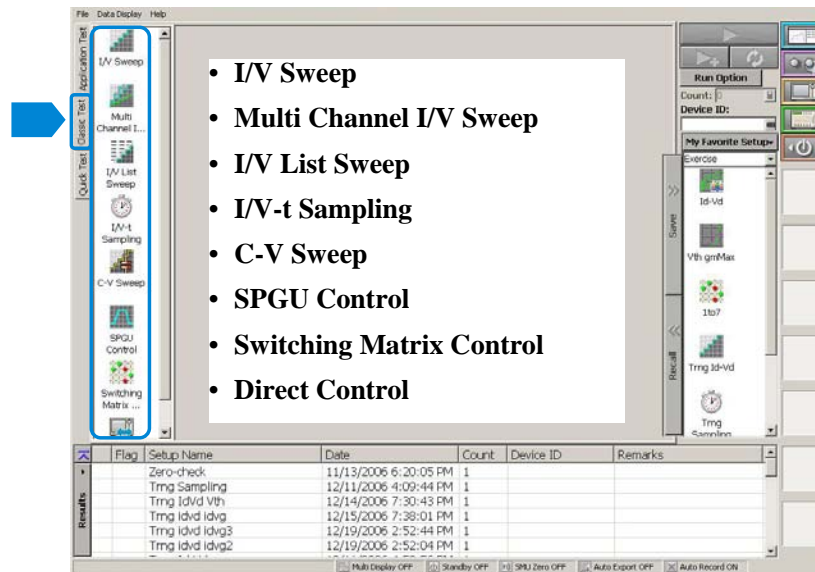 File Data Display Help
Application Test
Classic Test
Quick Test
I/V Sweep
Multi
Channel I...
I/V List
Sweep
I/V-t
Sampling
C-V Sweep
SPGU
Control
Switching
Matrix ...
• I/V Sweep
• Multi Channel I/V Sweep
• I/V List Sweep
• I/V-t Sampling
• C-V Sweep
• SPGU Control
• Switching Matrix Control
• Direct Control
Save
Recall
Run Option
Count:
Device ID:
My Favorite Setup
Exercise
Id-Vd
Vth gmMax
1to7
Trng Id-Vd
Trng
Sampling
Results
Flag Setup Name Date Count Device ID Remarks
Zero-check 11/13/2006 6:20:05 PM 1
Trng Sampling 12/11/2006 4:09:44 PM 1
Trng IdVd Vth 12/14/2006 7:30:43 PM 1
Trng idvd idvg 12/15/2006 7:38:01 PM 1
Trng idvd idvg3 12/19/2006 2:52:44 PM 1
Trng idvd idvg2 12/19/2006 2:52:04 PM 1
Multi Display OFF Standby OFF SMU Zero OFF Auto Export OFF Auto Record ON